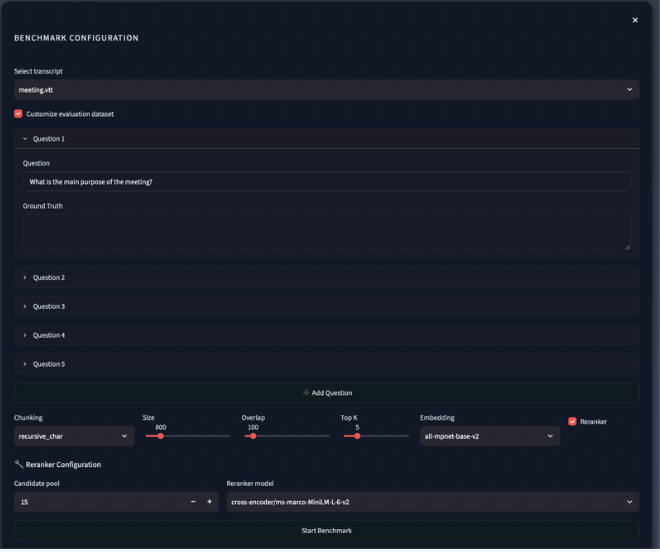 BENCHMARK CONFIGURATION
Select transcript
meeting.vtt
Customize evaluation dataset
Question 1
Question
What is the main purpose of the meeting?
Ground Truth
Question 2
Question 3
Question 4
Question 5
Add Question
Chunking Size Overlap Top K Embedding
800 100 5 Reranker
recursive_char all-mpnet-base-v2
Reranker Configuration
Candidate pool Reranker model
15 cross-encoder/ms-marco-MiniLM-L-6-v2
Start Benchmark